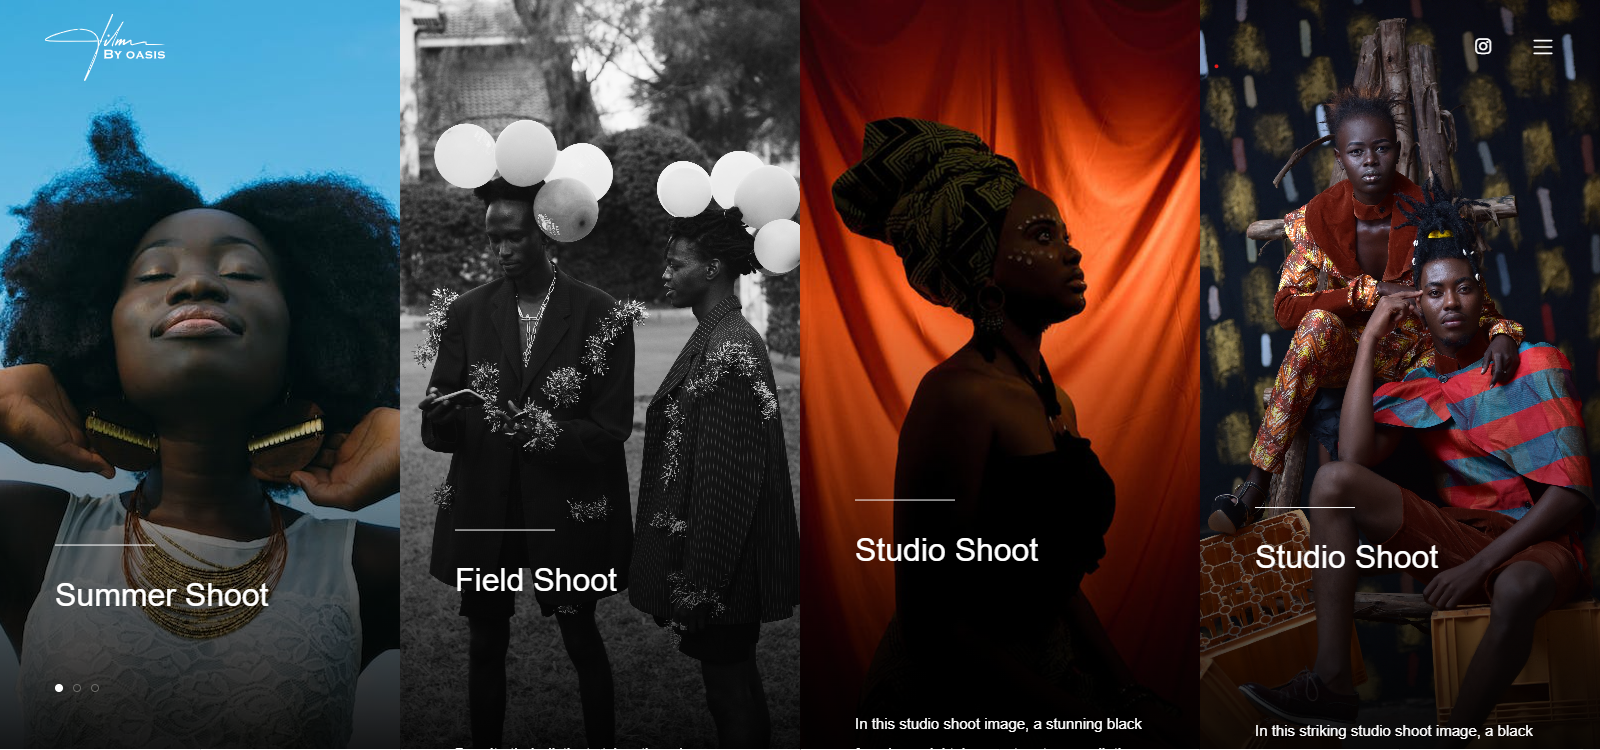 Films
BY OASIS
Summer Shoot
Field Shoot
Studio Shoot
In this studio shoot image, a stunning black
Studio Shoot
In this striking studio shoot image, a black